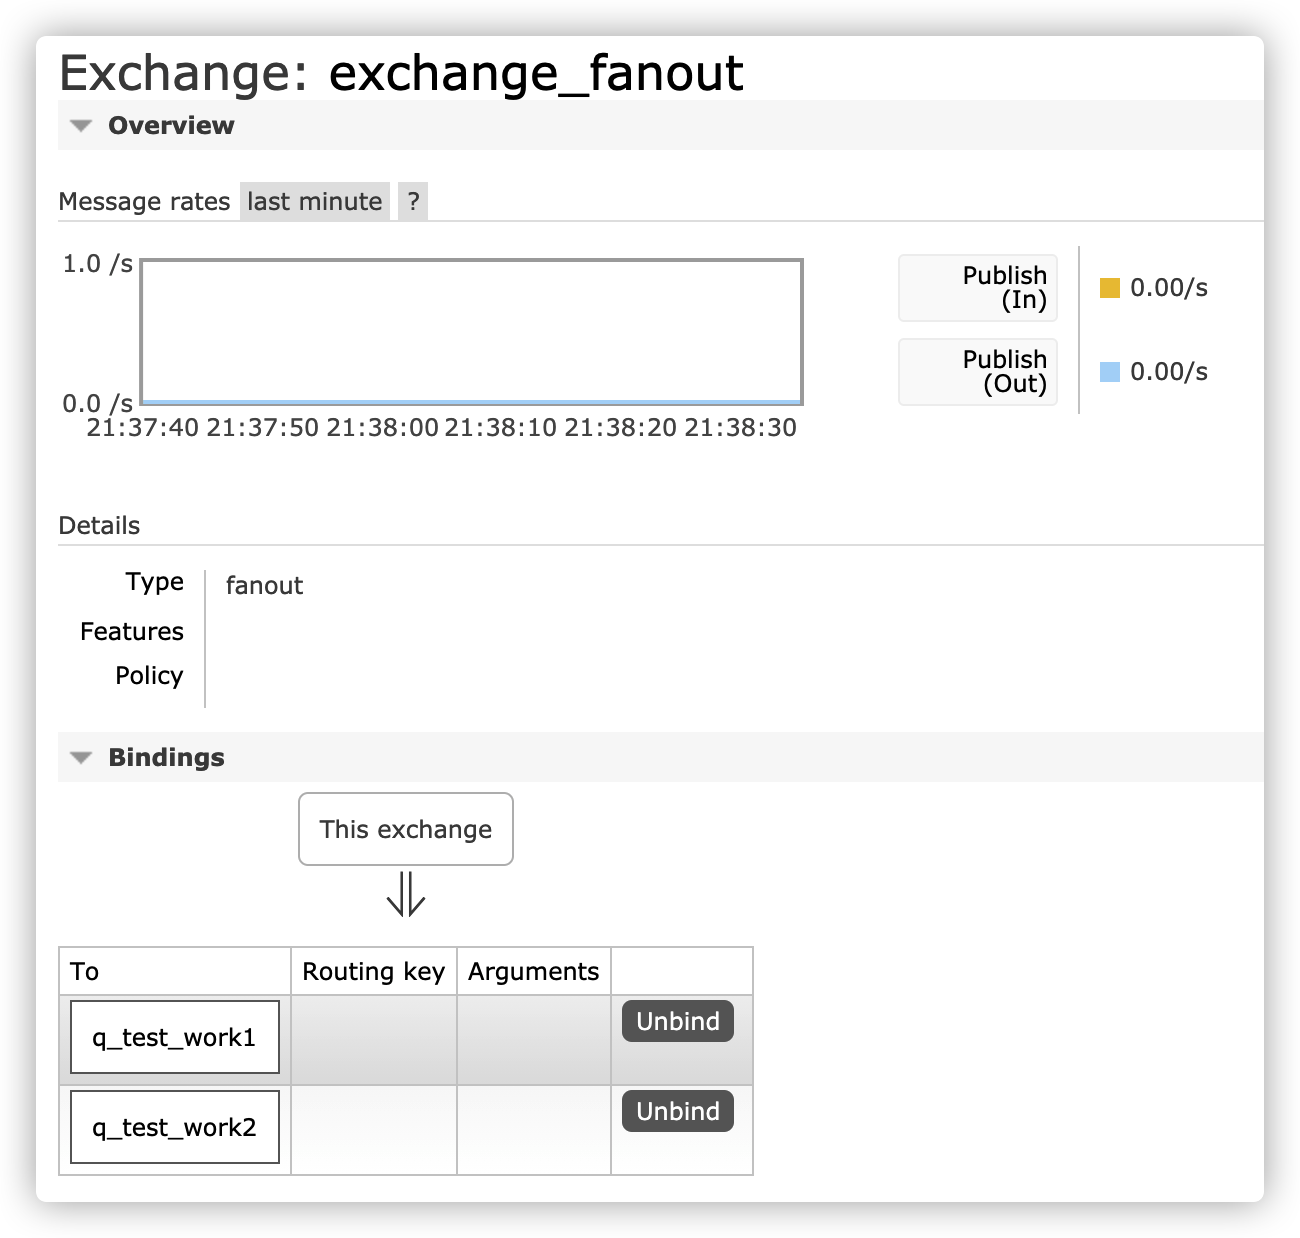 Exchange: exchange_fanout
Overview
Message rates last minute ?
1.0 /s
0.0 /s
21:37:40 21:37:50 21:38:00 21:38:10 21:38:20 21:38:30
Publish
(In)
0.00/s
Publish
(Out)
0.00/s
Details
Type fanout
Features
Policy
Bindings
This exchange
To Routing key Arguments
q_test_work1 Unbind
q_test_work2 Unbind